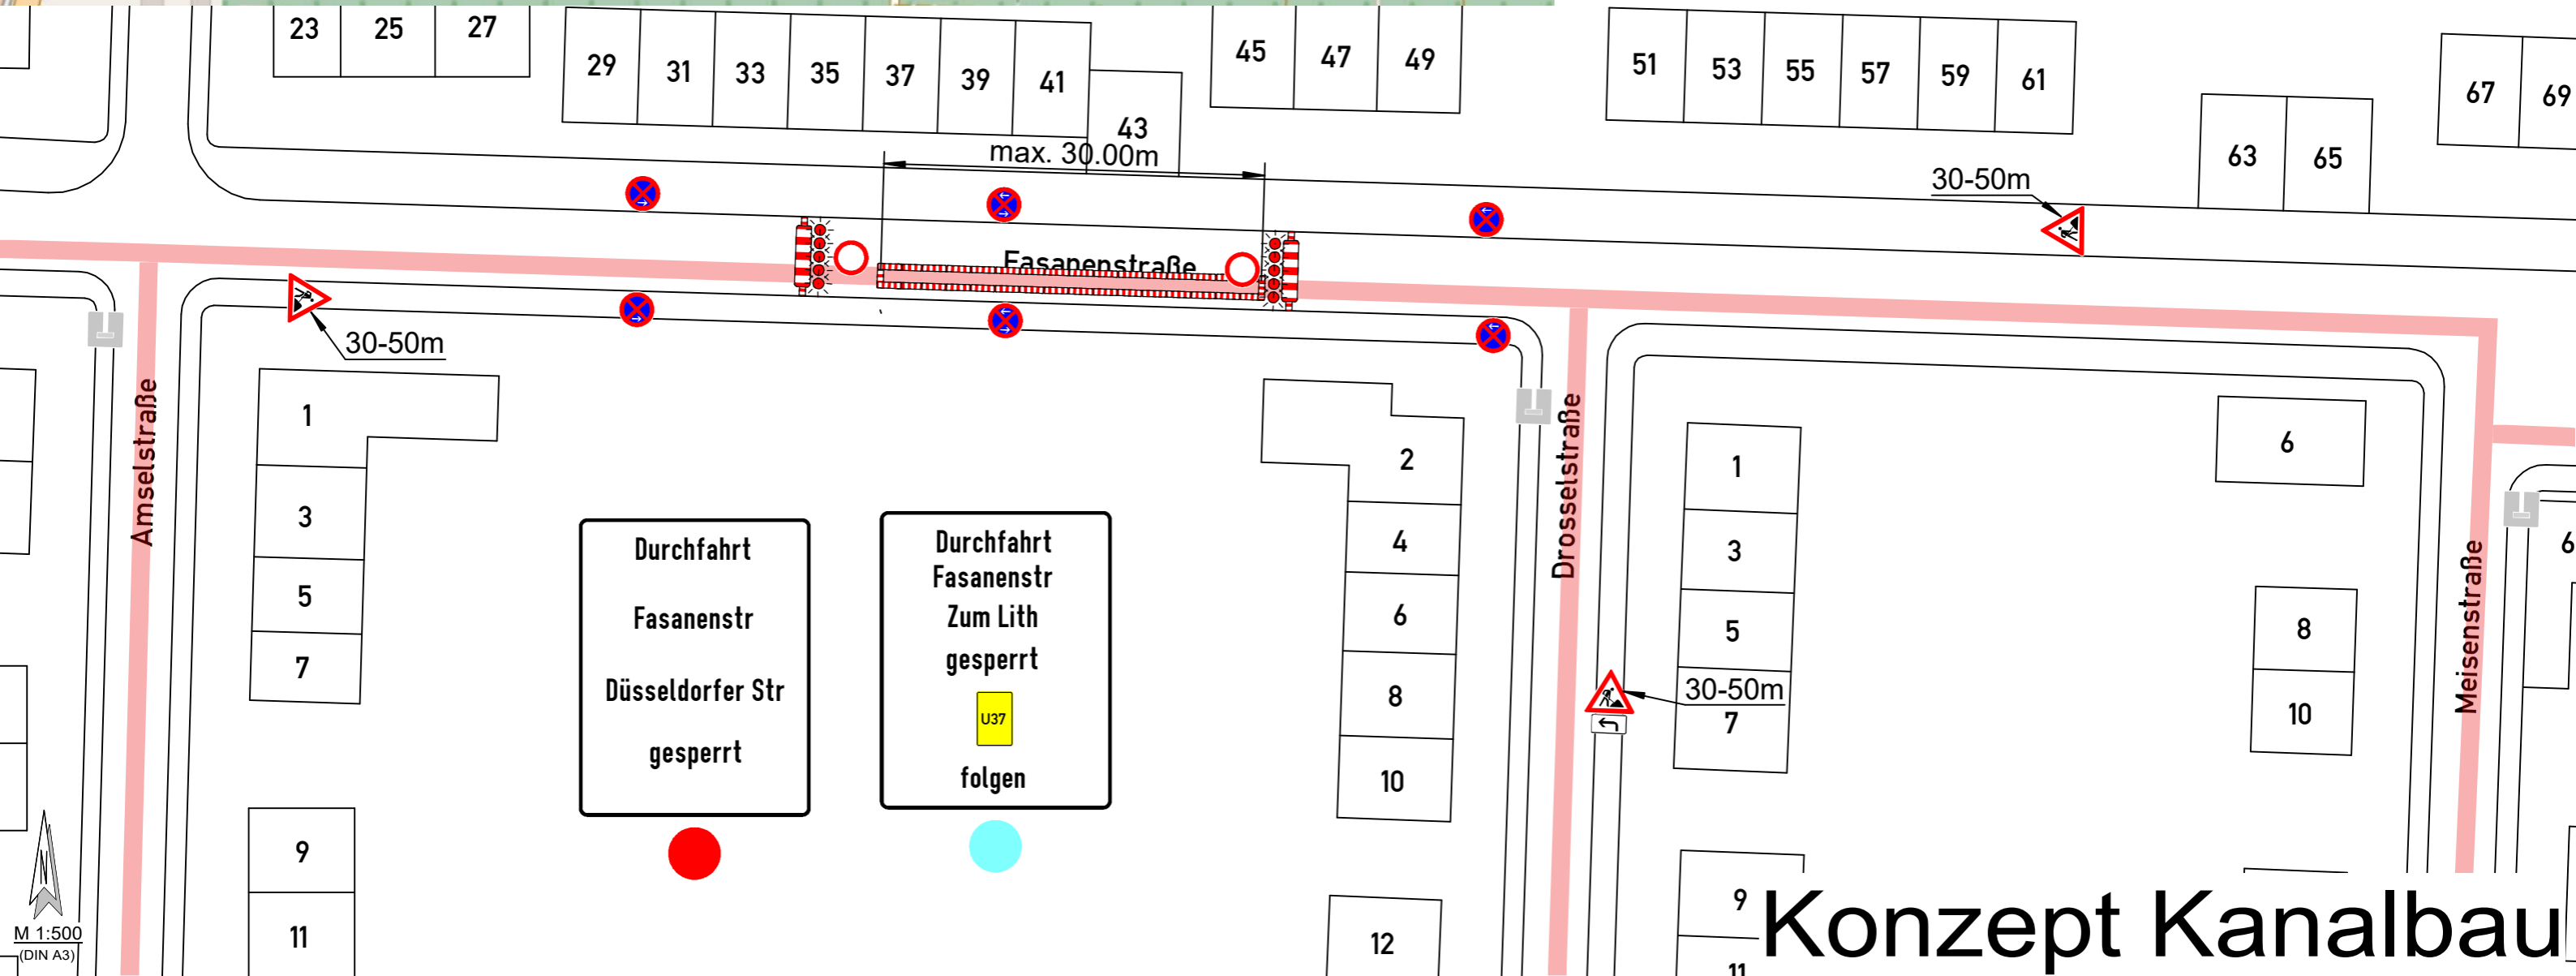 23
25
27
29
31
33
35
37
39
41
43
45
47
49
51
53
55
57
59
61
63
65
67
69
max. 30.00m
30-50m
Fasanenstraße
30-50m
Amselstraße
Drosselstraße
Meisenstraße
1
3
5
7
9
11
Durchfahrt
Fasanenstr
Düsseldorfer Str
gesperrt
Durchfahrt
Fasanenstr
Zum Lith
gesperrt
U37
folgen
2
4
6
8
10
12
1
3
5
7
9
11
30-50m
6
8
10
6
N
M 1:500
(DIN A3)
Konzept Kanalbau